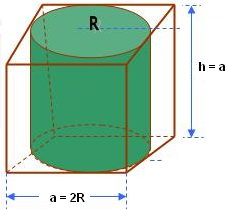 R
h = a
a = 2R